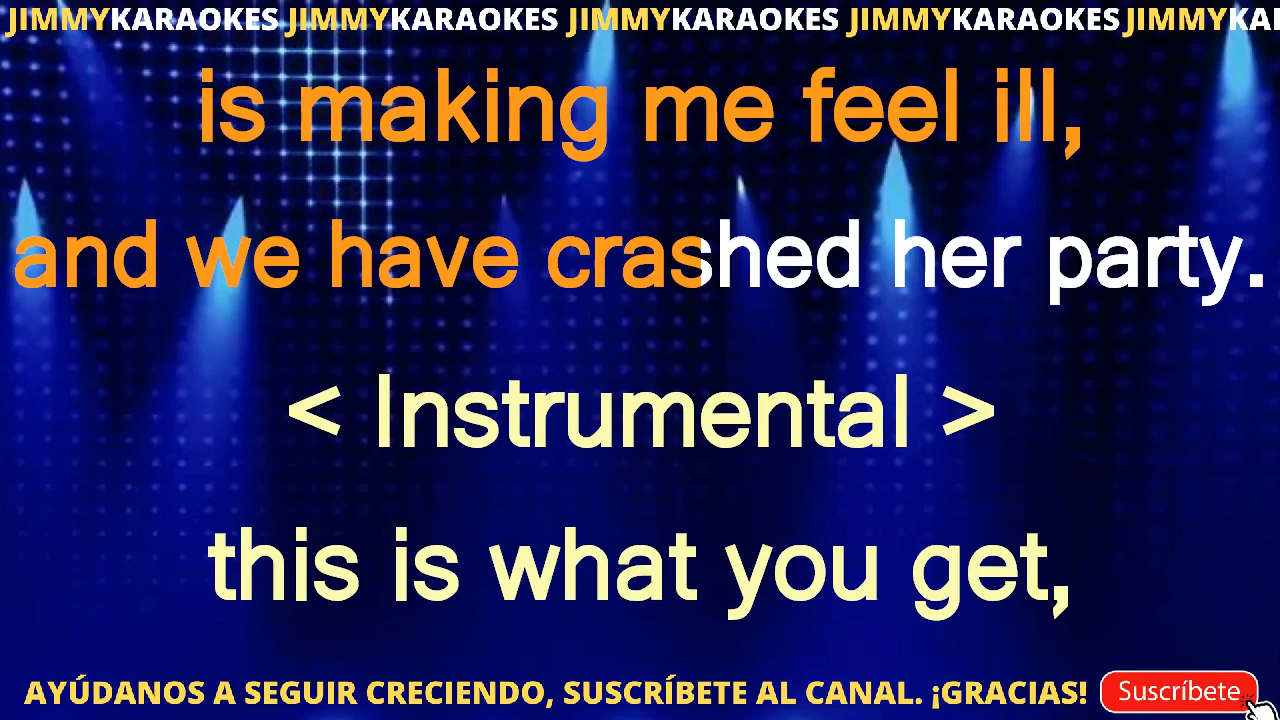 JIMMYKARAOKES JIMMYKARAOKES JIMMYKARAOKES JIMMYKARAOKES JIMMYKA
is making me feel ill,
and we have crashed her party.
< Instrumental >
this is what you get,
AYÚDANOS A SEGUIR CRECIENDO, SUSCRÍBETE AL CANAL. ¡GRACIAS! Suscríbete